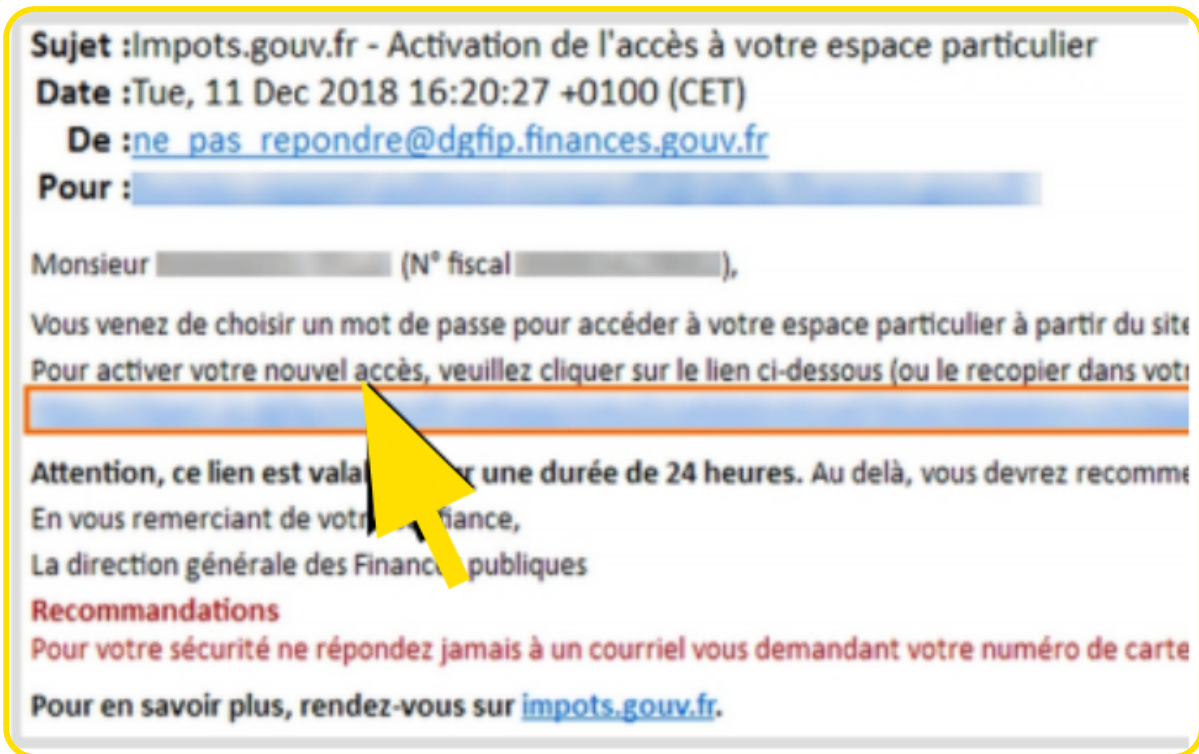 Sujet :Impots.gouv.fr - Activation de l'accès à votre espace particulier
Date :Tue, 11 Dec 2018 16:20:27 +0100 (CET)
De :ne_pas_repondre@dgfip.finances.gouv.fr
Pour :
Monsieur (N° fiscal ),
Vous venez de choisir un mot de passe pour accéder à votre espace particulier à partir du site
Pour activer votre nouvel accès, veuillez cliquer sur le lien ci-dessous (ou le recopier dans votr
Attention, ce lien est vala une durée de 24 heures. Au delà, vous devrez recomme
En vous remerciant de votr fiance,
La direction générale des Finances publiques
Recommandations
Pour votre sécurité ne répondez jamais à un courriel vous demandant votre numéro de carte
Pour en savoir plus, rendez-vous sur impots.gouv.fr.